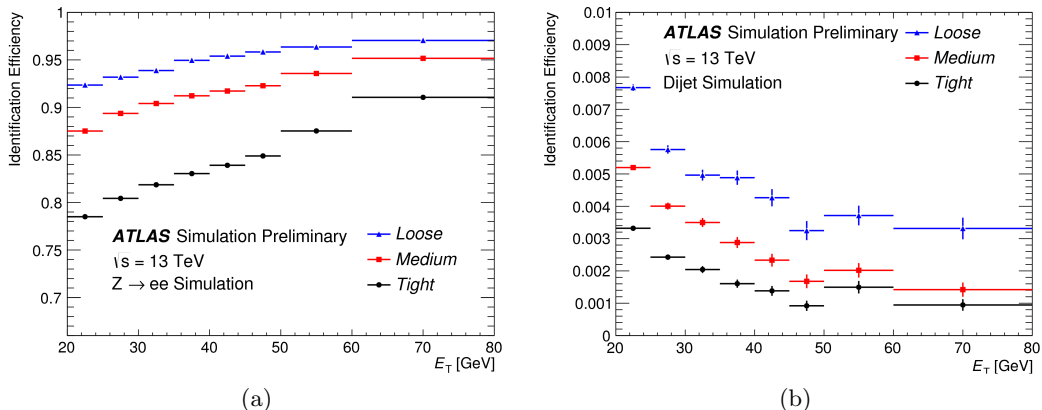 Identification Efficiency
1
0.95
0.9
0.85
0.8
0.75
0.7
ATLAS Simulation Preliminary
√s = 13 TeV
Z → ee Simulation
Loose
Medium
Tight
20 30 40 50 60 70 80
E_T [GeV]
(a)
Identification Efficiency
0.01
0.009
0.008
0.007
0.006
0.005
0.004
0.003
0.002
0.001
0
ATLAS Simulation Preliminary
√s = 13 TeV
Dijet Simulation
Loose
Medium
Tight
20 30 40 50 60 70 80
E_T [GeV]
(b)